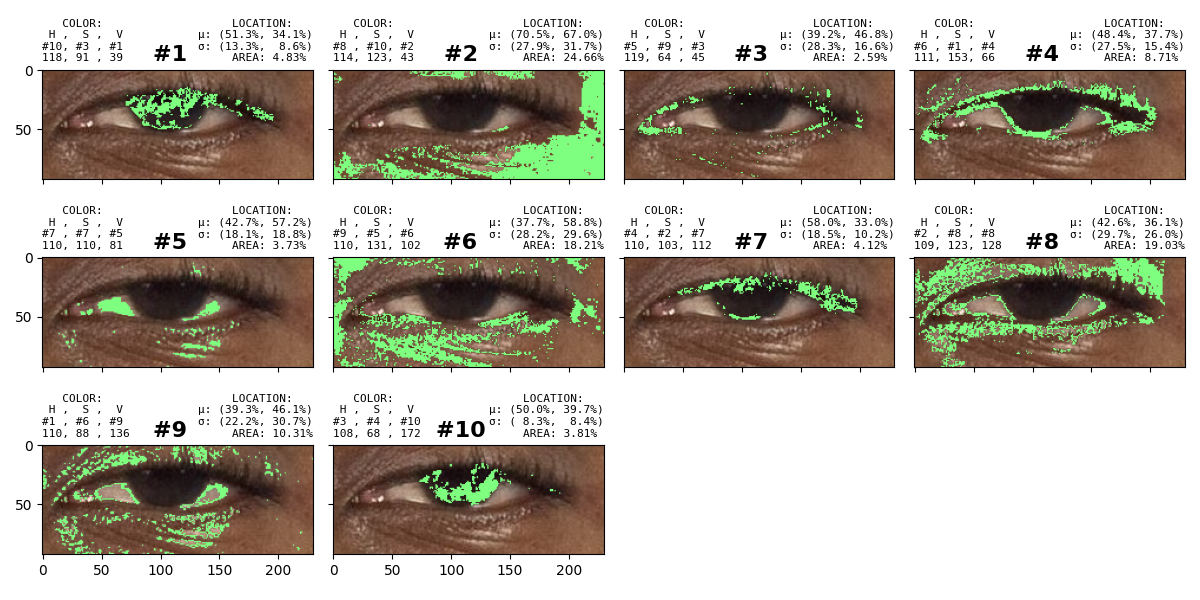 COLOR: LOCATION:
H , S , V μ: (51.3%, 34.1%)
#10, #3 , #1 σ: (13.3%, 8.6%)
118, 91 , 39 #1 AREA: 4.83%
COLOR: LOCATION:
H , S , V μ: (70.5%, 67.0%)
#8 , #10, #2 σ: (27.9%, 31.7%)
114, 123, 43 #2 AREA: 24.66%
COLOR: LOCATION:
H , S , V μ: (39.2%, 46.8%)
#5 , #9 , #3 σ: (28.3%, 16.6%)
119, 64 , 45 #3 AREA: 2.59%
COLOR: LOCATION:
H , S , V μ: (48.4%, 37.7%)
#6 , #1 , #4 σ: (27.5%, 15.4%)
111, 153, 66 #4 AREA: 8.71%
0
50
COLOR: LOCATION:
H , S , V μ: (42.7%, 57.2%)
#7 , #7 , #5 σ: (18.1%, 18.8%)
110, 110, 81 #5 AREA: 3.73%
COLOR: LOCATION:
H , S , V μ: (37.7%, 58.8%)
#9 , #5 , #6 σ: (28.2%, 29.6%)
110, 131, 102 #6 AREA: 18.21%
COLOR: LOCATION:
H , S , V μ: (58.0%, 33.0%)
#4 , #2 , #7 σ: (18.5%, 10.2%)
110, 103, 112 #7 AREA: 4.12%
COLOR: LOCATION:
H , S , V μ: (42.6%, 36.1%)
#2 , #8 , #8 σ: (29.7%, 26.0%)
109, 123, 128 #8 AREA: 19.03%
0
50
COLOR: LOCATION:
H , S , V μ: (39.3%, 46.1%)
#1 , #6 , #9 σ: (22.2%, 30.7%)
110, 88 , 136 #9 AREA: 10.31%
COLOR: LOCATION:
H , S , V μ: (50.0%, 39.7%)
#3 , #4 , #10 σ: ( 8.3%, 8.4%)
108, 68 , 172 #10 AREA: 3.81%
0
50
0 50 100 150 200
0 50 100 150 200